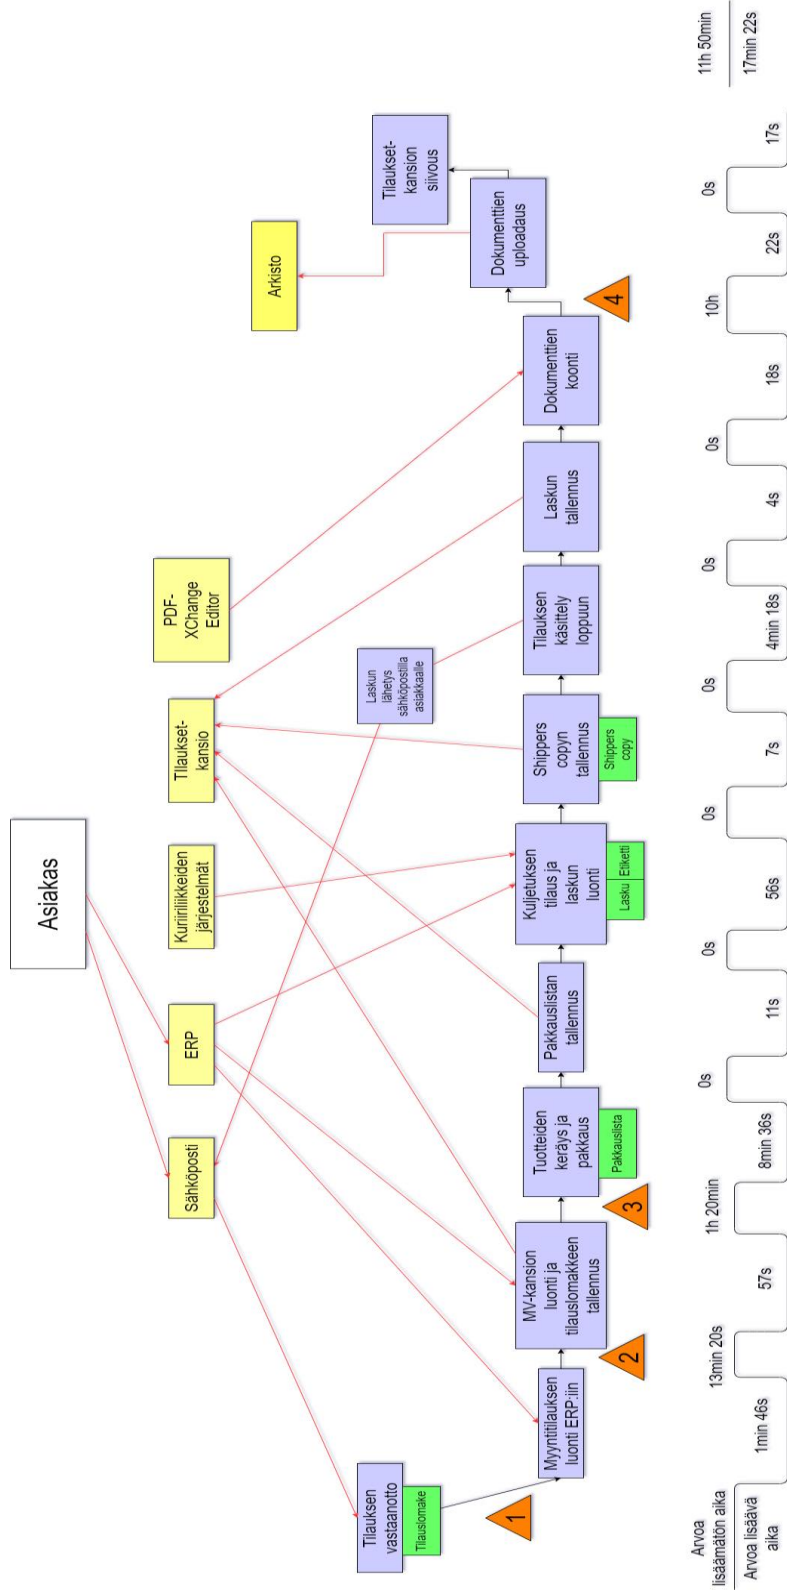 Asiakas
Sähköposti
ERP
Kuriiriliikkeiden
järjestelmät
TIlaukset-
kansio
PDF-
XChange
Editor
Arkisto
Tilauksen
vastaanotto
Tilauslomake
1
Myyntitilauksen
luonti ERP:iin
2
MV-kansion
luonti ja
tilauslomakkeen
tallennus
3
Tuotteiden
keräys ja
pakkaus
Pakkauslista
Pakkauslistan
tallennus
Kuljetuksen
tilaus ja
laskun
luonti
Lasku
Etiketti
Shippers
copyn
tallennus
Shippers
copy
Laskun
lähetys
sähköpostilla
asiakkaalle
Tilauksen
käsittely
loppuun
Laskun
tallennus
Dokumenttien
koonti
4
Dokumenttien
uploadaus
Tilaukset-
kansion
siivous
Arvoa
lisäämätön aika
13min 20s
1h 20min
0s
0s
0s
0s
0s
0s
10h
0s
11h 50min
Arvoa lisäävä
aika
1min 46s
57s
8min 36s
11s
56s
7s
4min 18s
4s
18s
22s
17s
17min 22s